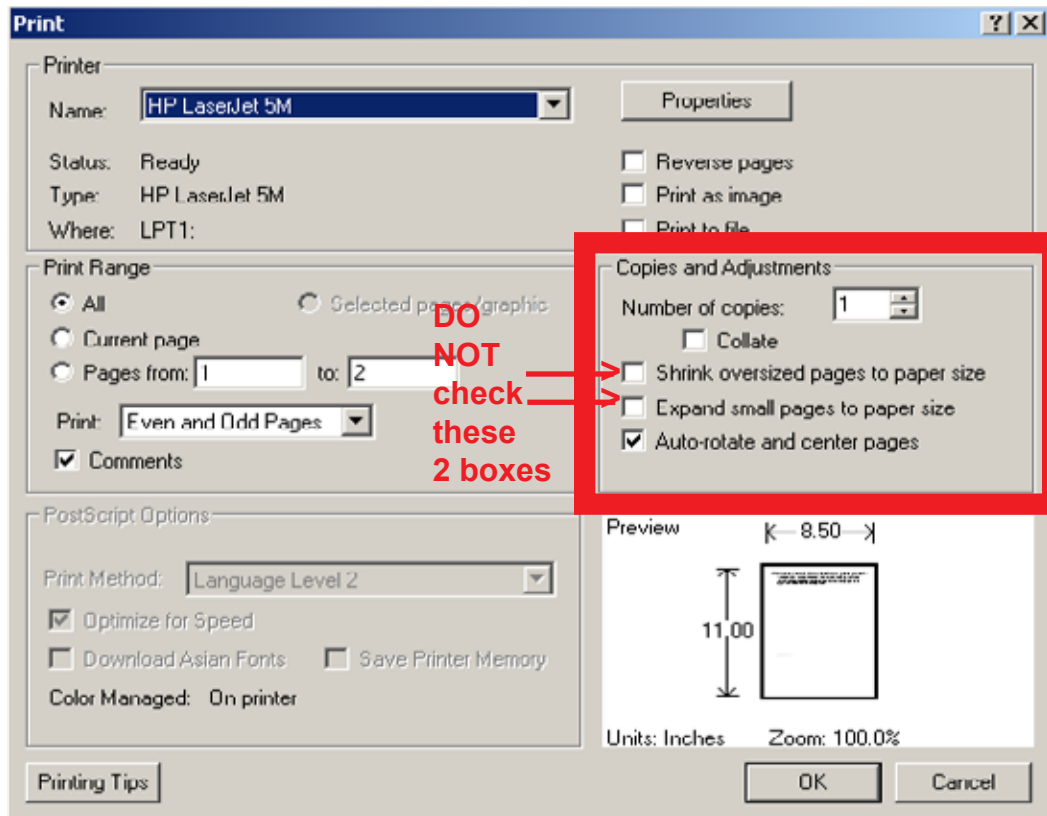 Print
Printer
Name: HP LaserJet 5M
Properties
Status: Ready
Type: HP LaserJet 5M
Where: LPT1:
Reverse pages
Print as image
Print to file
Print Range
All
Selected pages/graphic
Current page
Pages from: 1 to: 2
Print: Even and Odd Pages
Comments
DO
NOT
check
these
2 boxes
Copies and Adjustments
Number of copies: 1
Collate
Shrink oversized pages to paper size
Expand small pages to paper size
Auto-rotate and center pages
PostScript Options
Print Method: Language Level 2
Optimize for Speed
Download Asian Fonts Save Printer Memory
Color Managed: On printer
Preview
8.50
11.00
Units: Inches Zoom: 100.0%
Printing Tips
OK
Cancel